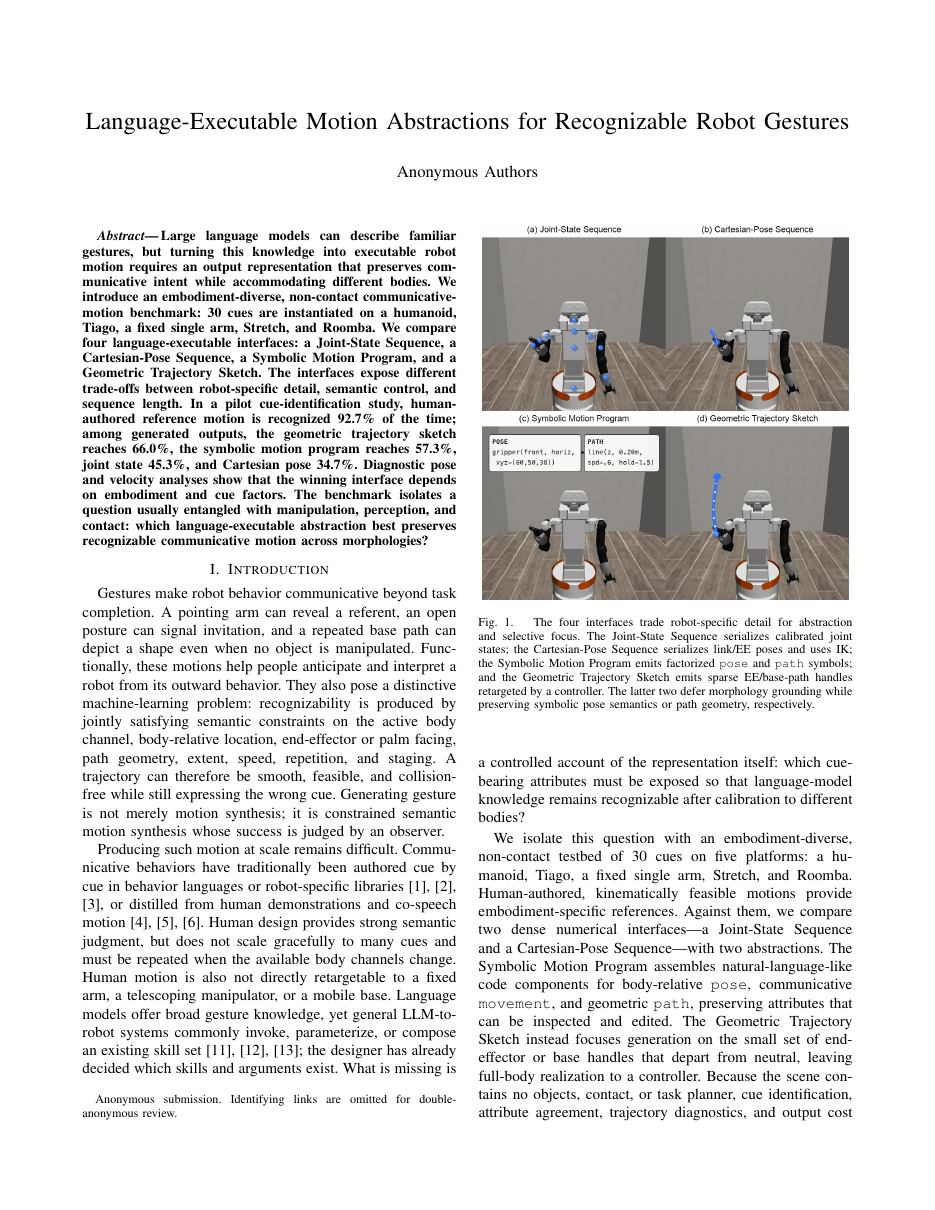 Language-Executable Motion Abstractions for Recognizable Robot Gestures
Anonymous Authors
Abstract—Large language models can describe familiar
gestures, but turning this knowledge into executable robot
motion requires an output representation that preserves com-
municative intent while accommodating different bodies. We
introduce an embodiment-diverse, non-contact communicative-
motion benchmark: 30 cues are instantiated on a humanoid,
Tiago, a fixed single arm, Stretch, and Roomba. We compare
four language-executable interfaces: a Joint-State Sequence, a
Cartesian-Pose Sequence, a Symbolic Motion Program, and a
Geometric Trajectory Sketch. The interfaces expose different
trade-offs between robot-specific detail, semantic control, and
sequence length. In a pilot cue-identification study, human-
authored reference motion is recognized 92.7% of the time;
among generated outputs, the geometric trajectory sketch
reaches 66.0%, the symbolic motion program reaches 57.3%,
joint state 45.3%, and Cartesian pose 34.7%. Diagnostic pose
and velocity analyses show that the winning interface depends
on embodiment and cue factors. The benchmark isolates a
question usually entangled with manipulation, perception, and
contact: which language-executable abstraction best preserves
recognizable communicative motion across morphologies?
I. INTRODUCTION
Gestures make robot behavior communicative beyond task
completion. A pointing arm can reveal a referent, an open
posture can signal invitation, and a repeated base path can
depict a shape even when no object is manipulated. Func-
tionally, these motions help people anticipate and interpret a
robot from its outward behavior. They also pose a distinctive
machine-learning problem: recognizability is produced by
jointly satisfying semantic constraints on the active body
channel, body-relative location, end-effector or palm facing,
path geometry, extent, speed, repetition, and staging. A
trajectory can therefore be smooth, feasible, and collision-
free while still expressing the wrong cue. Generating gesture
is not merely motion synthesis; it is constrained semantic
motion synthesis whose success is judged by an observer.
Producing such motion at scale remains difficult. Commu-
nicative behaviors have traditionally been authored cue by
cue in behavior languages or robot-specific libraries [1], [2],
[3], or distilled from human demonstrations and co-speech
motion [4], [5], [6]. Human design provides strong semantic
judgment, but does not scale gracefully to many cues and
must be repeated when the available body channels change.
Human motion is also not directly retargetable to a fixed
arm, a telescoping manipulator, or a mobile base. Language
models offer broad gesture knowledge, yet general LLM-to-
robot systems commonly invoke, parameterize, or compose
an existing skill set [11], [12], [13]; the designer has already
decided which skills and arguments exist. What is missing is
Anonymous submission. Identifying links are omitted for double-
anonymous review.
(a) Joint-State Sequence
(b) Cartesian-Pose Sequence
(c) Symbolic Motion Program
(d) Geometric Trajectory Sketch
POSE
gripper(front, horiz,
xyz=(60,50,38))
PATH
line(z, 0.20m,
spd=.6, hold=1.5)
Fig. 1. The four interfaces trade robot-specific detail for abstraction
and selective focus. The Joint-State Sequence serializes calibrated joint
states; the Cartesian-Pose Sequence serializes link/EE poses and uses IK;
the Symbolic Motion Program emits factorized pose and path symbols;
and the Geometric Trajectory Sketch emits sparse EE/base-path handles
retargeted by a controller. The latter two defer morphology grounding while
preserving symbolic pose semantics or path geometry, respectively.
a controlled account of the representation itself: which cue-
bearing attributes must be exposed so that language-model
knowledge remains recognizable after calibration to different
bodies?
We isolate this question with an embodiment-diverse,
non-contact testbed of 30 cues on five platforms: a hu-
manoid, Tiago, a fixed single arm, Stretch, and Roomba.
Human-authored, kinematically feasible motions provide
embodiment-specific references. Against them, we compare
two dense numerical interfaces—a Joint-State Sequence
and a Cartesian-Pose Sequence—with two abstractions. The
Symbolic Motion Program assembles natural-language-like
code components for body-relative pose, communicative
movement, and geometric path, preserving attributes that
can be inspected and edited. The Geometric Trajectory
Sketch instead focuses generation on the small set of end-
effector or base handles that depart from neutral, leaving
full-body realization to a controller. Because the scene con-
tains no objects, contact, or task planner, cue identification,
attribute agreement, trajectory diagnostics, and output cost